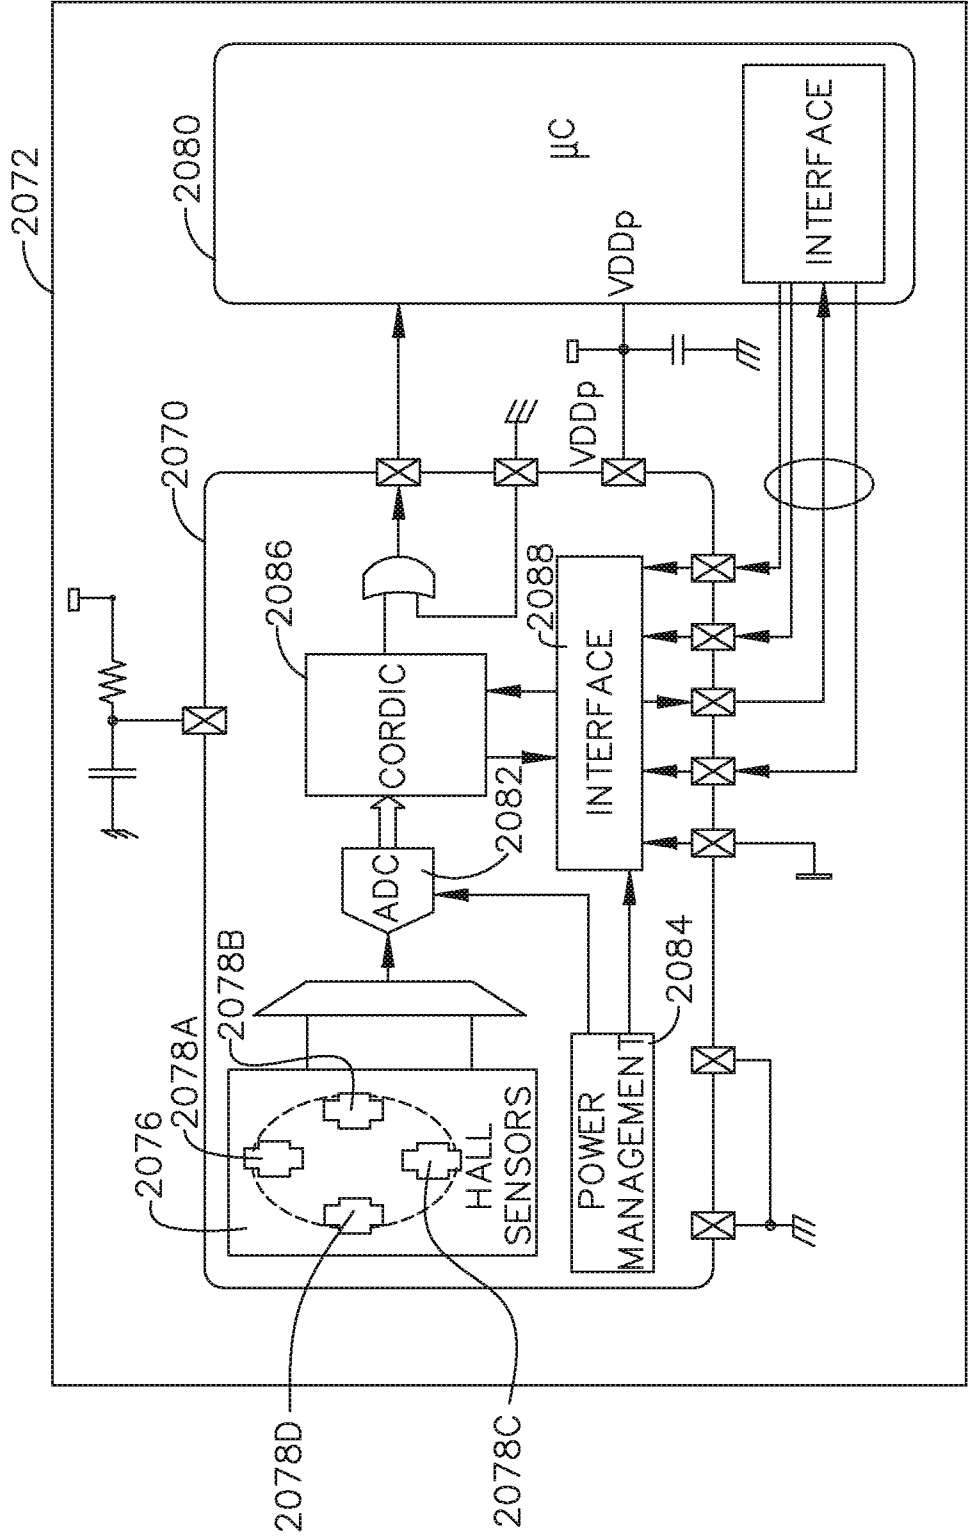 2072
2080
µC
VDDp
INTERFACE
2070
VDDp
2086
CORDIC
2088
INTERFACE
2082
ADC
2078B
2078A
2076
HALL
SENSORS
2084
POWER
MANAGEMENT
2078D
2078C